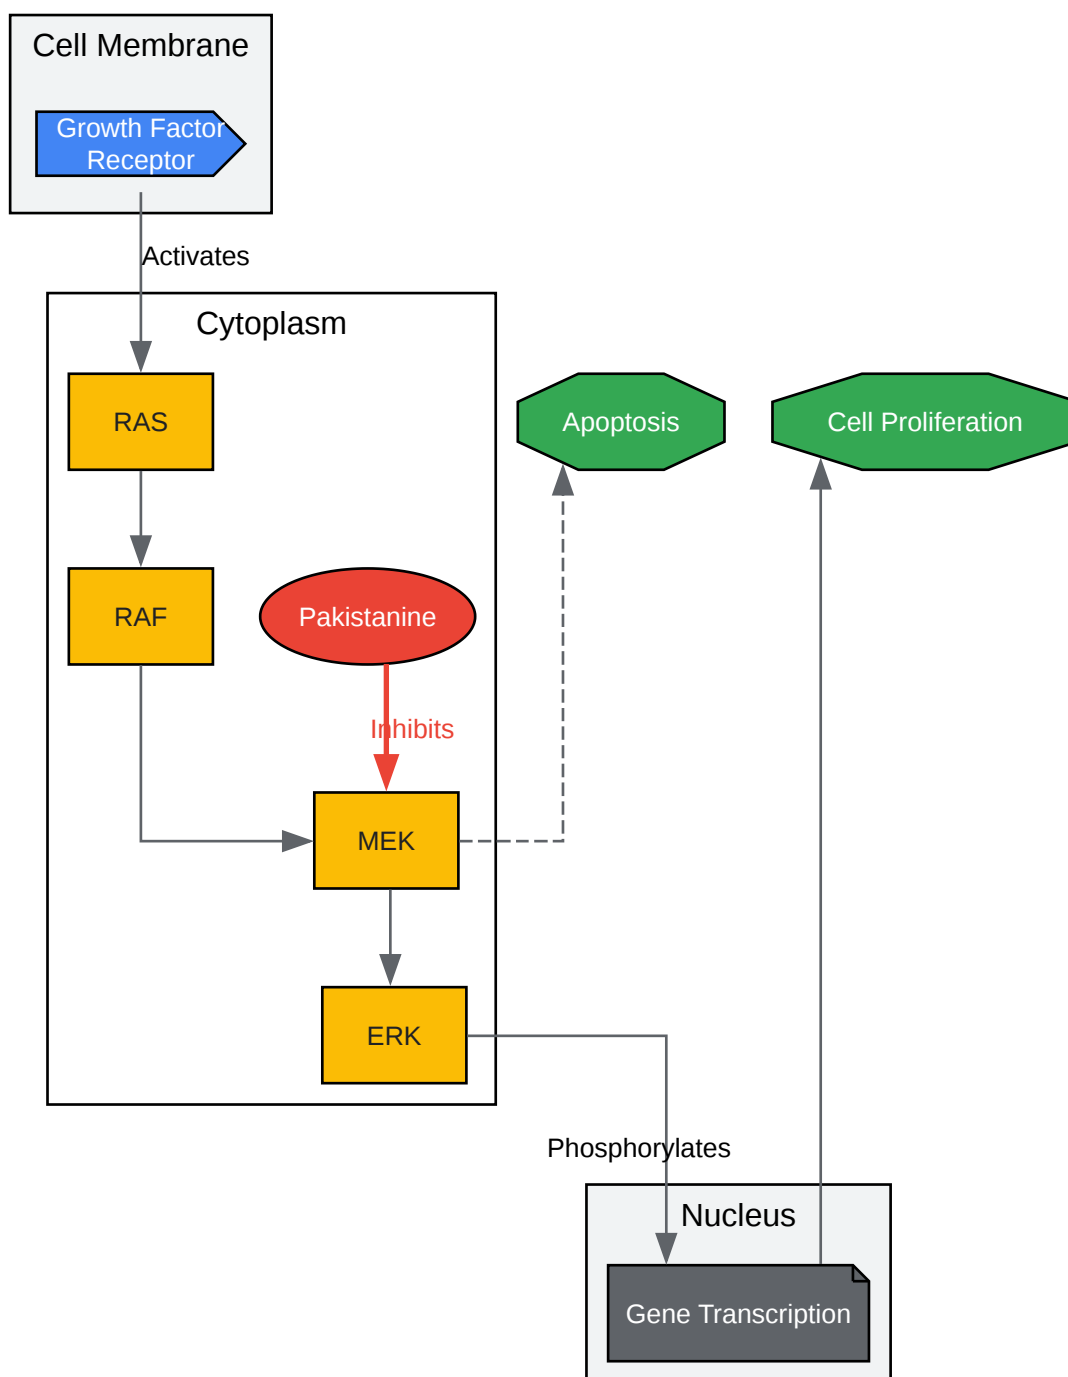 Cell Membrane
Growth Factor
Receptor
Activates
Cytoplasm
RAS
Apoptosis
Cell Proliferation
RAF
Pakistanine
Inhibits
MEK
ERK
Phosphorylates
Nucleus
Gene Transcription